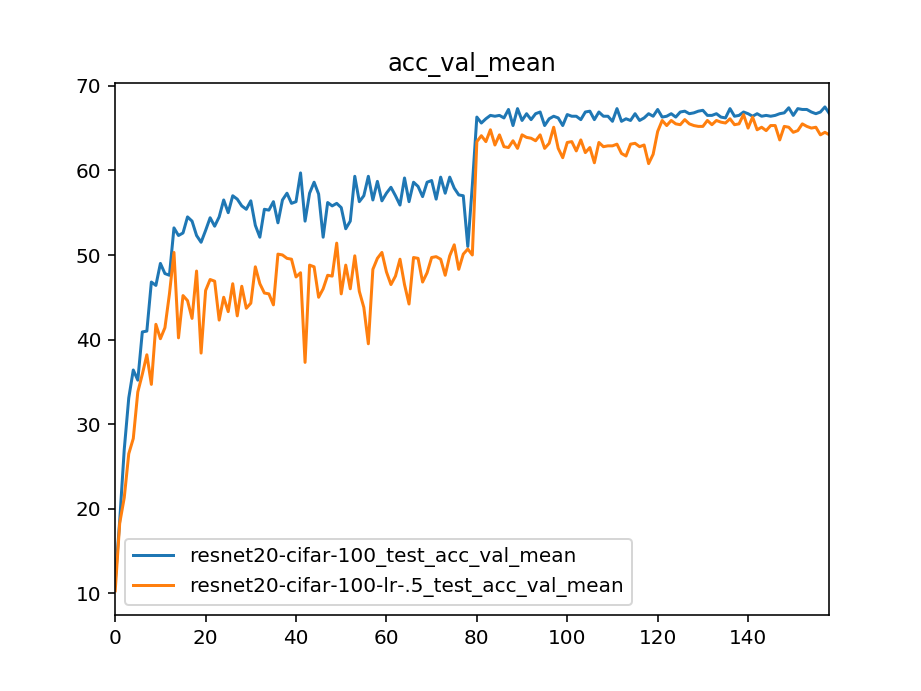 acc_val_mean
70
60
50
40
30
20
10
resnet20-cifar-100_test_acc_val_mean
resnet20-cifar-100-lr-.5_test_acc_val_mean
0 20 40 60 80 100 120 140